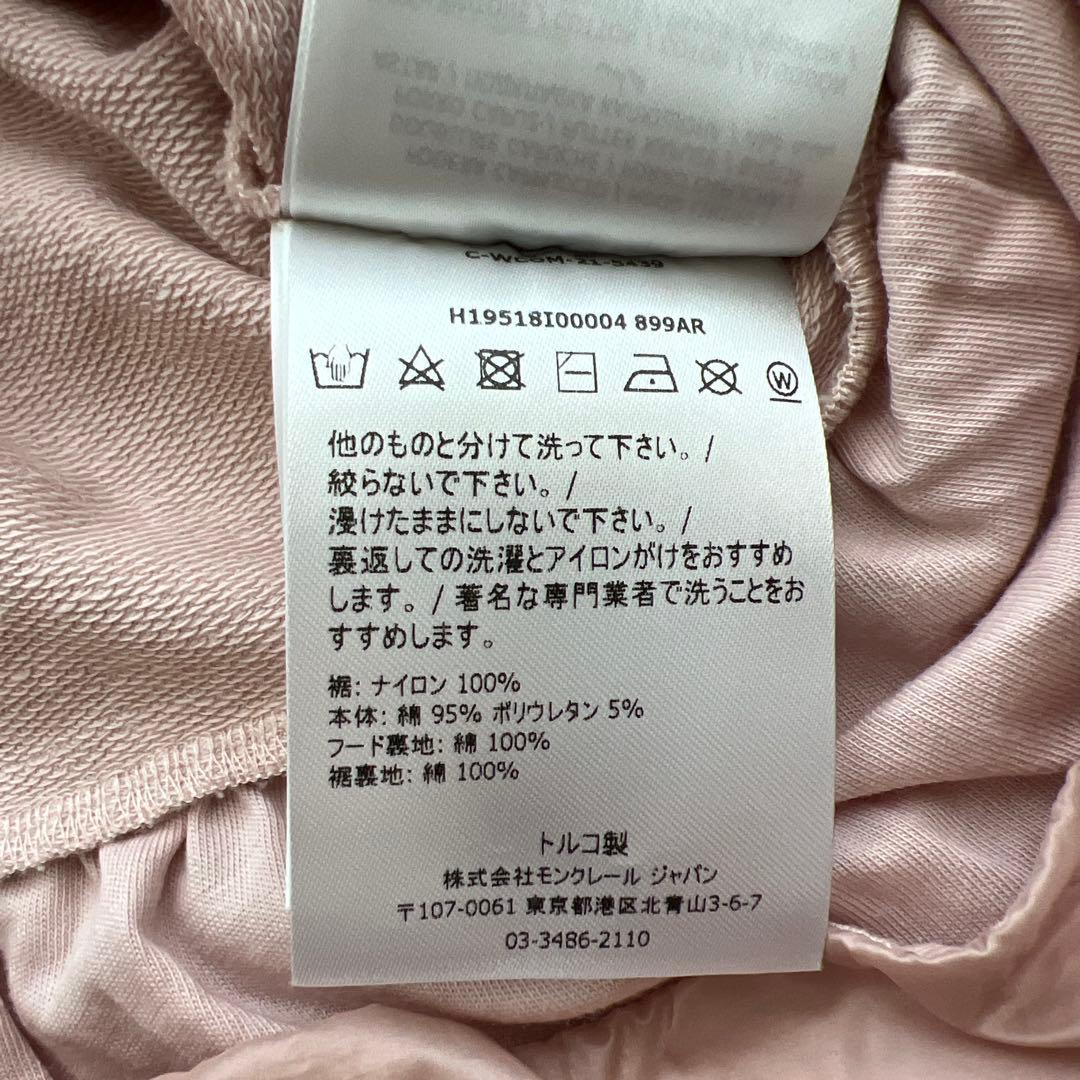 H19518I00004 899AR
W
他のものと分けて洗って下さい。/
絞らないで下さい。/
浸けたままにしないで下さい。/
裏返しての洗濯とアイロンがけをおすすめ
します。/ 著名な専門業者で洗うことをお
すすめします。
裾: ナイロン 100%
本体: 綿 95% ポリウレタン 5%
フード裏地: 綿 100%
裾裏地: 綿 100%
トルコ製
株式会社モンクレール ジャパン
〒107-0061 東京都港区北青山3-6-7
03-3486-2110